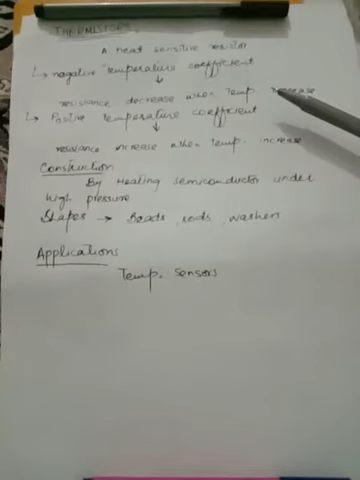 THERMISTORS
A heat sensitive resistor
↳ negative temperature coefficient
↓
resistance decrease when temp. increase
↳ Positive temperature coefficient
↓
resistance increase when temp. increase
Construction
By Heating semiconductor under
high pressure
Shapes → Beads rods washers
Applications
Temp. Sensors